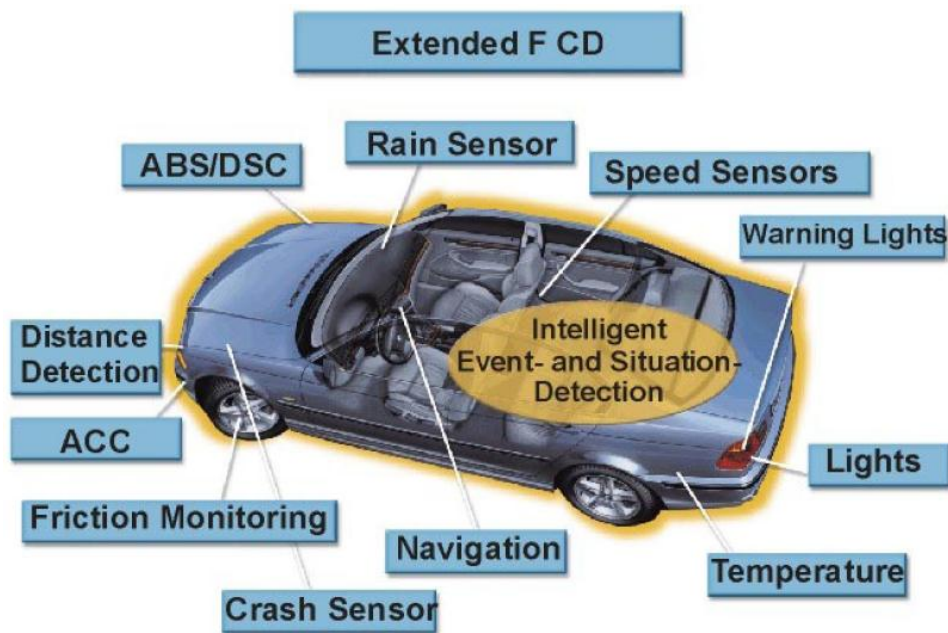 Extended F CD
Rain Sensor
ABS/DSC
Speed Sensors
Warning Lights
Distance
Detection
Intelligent
Event- and Situation-
Detection
ACC
Lights
Friction Monitoring
Navigation
Temperature
Crash Sensor